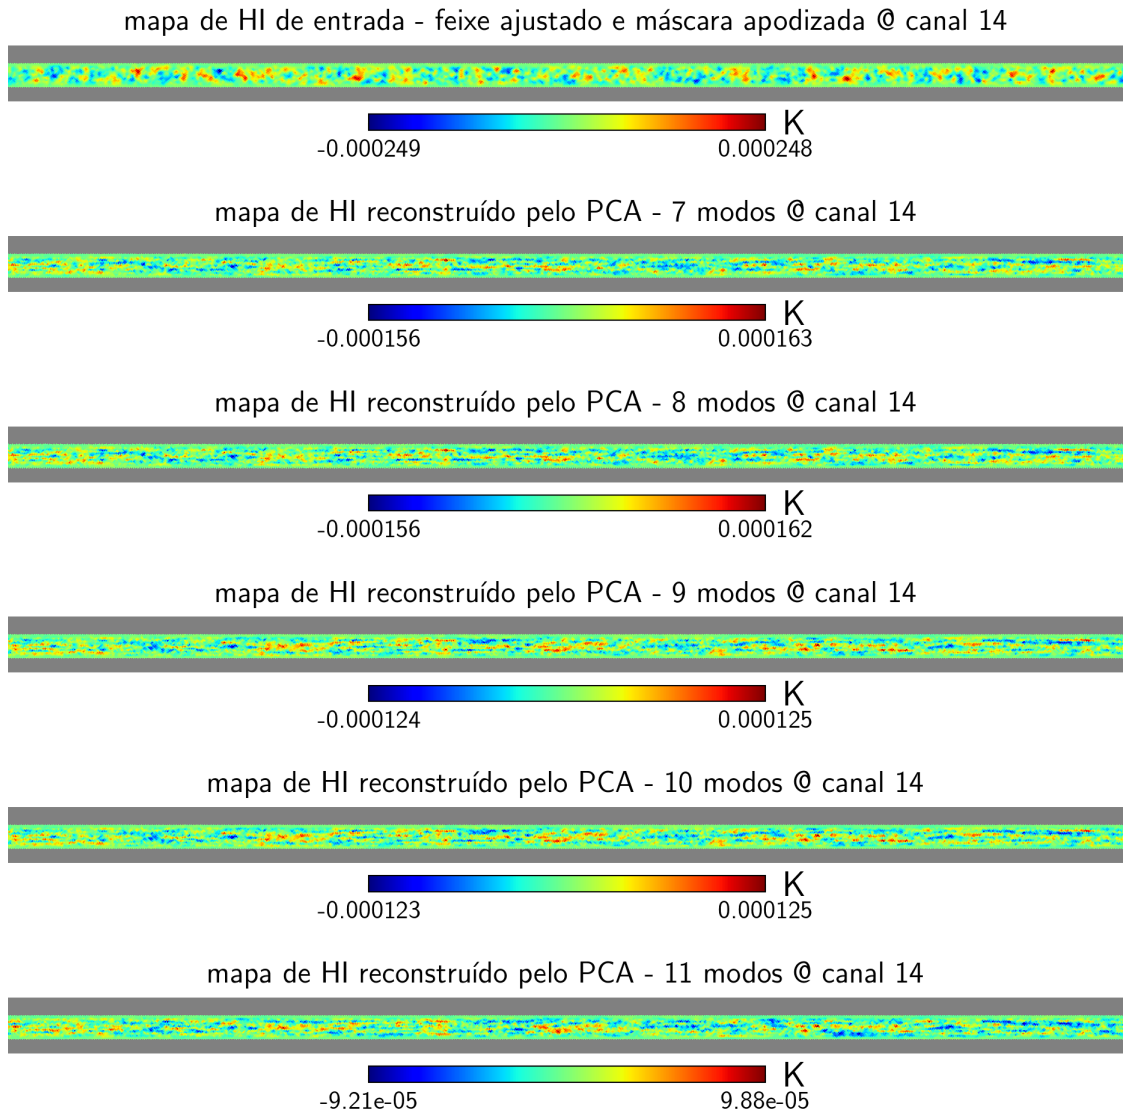 mapa de HI de entrada - feixe ajustado e máscara apodizada @ canal 14
K
-0.000249 0.000248
mapa de HI reconstruído pelo PCA - 7 modos @ canal 14
K
-0.000156 0.000163
mapa de HI reconstruído pelo PCA - 8 modos @ canal 14
K
-0.000156 0.000162
mapa de HI reconstruído pelo PCA - 9 modos @ canal 14
K
-0.000124 0.000125
mapa de HI reconstruído pelo PCA - 10 modos @ canal 14
K
-0.000123 0.000125
mapa de HI reconstruído pelo PCA - 11 modos @ canal 14
K
-9.21e-05 9.88e-05